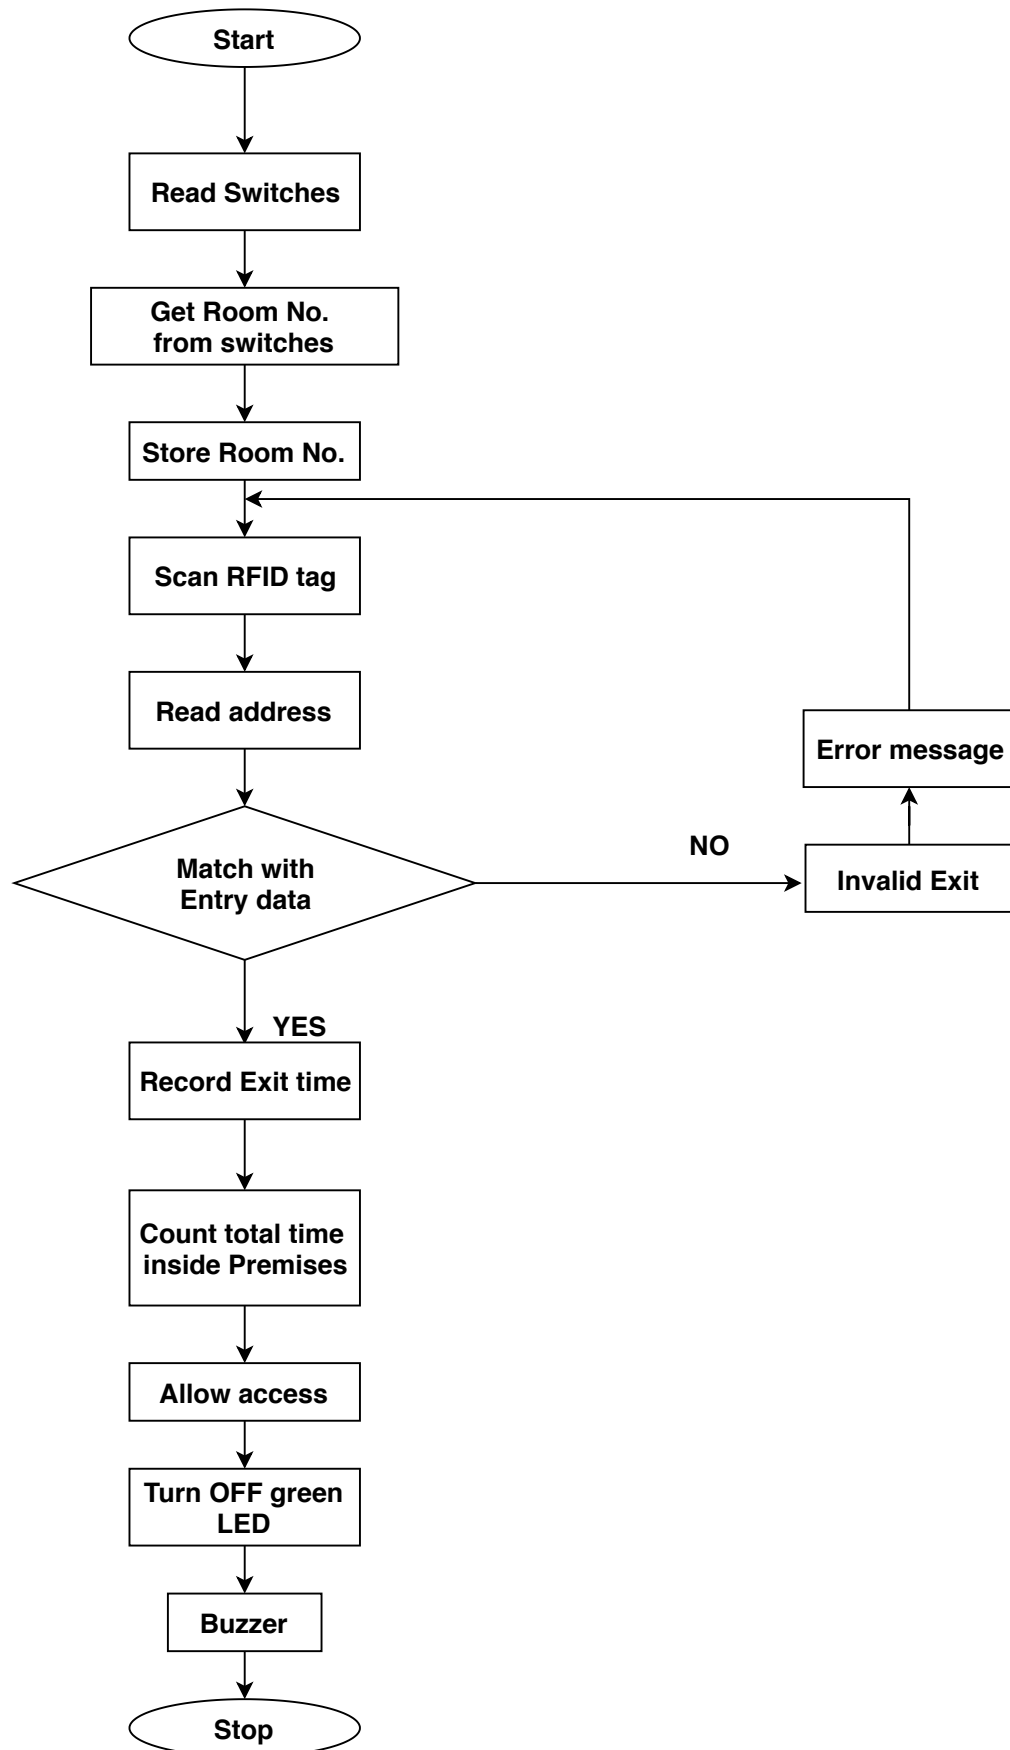 Start
Read Switches
Get Room No.
from switches
Store Room No.
Scan RFID tag
Read address
Error message
Match with
Entry data
NO
Invalid Exit
YES
Record Exit time
Count total time
inside Premises
Allow access
Turn OFF green
LED
Buzzer
Stop